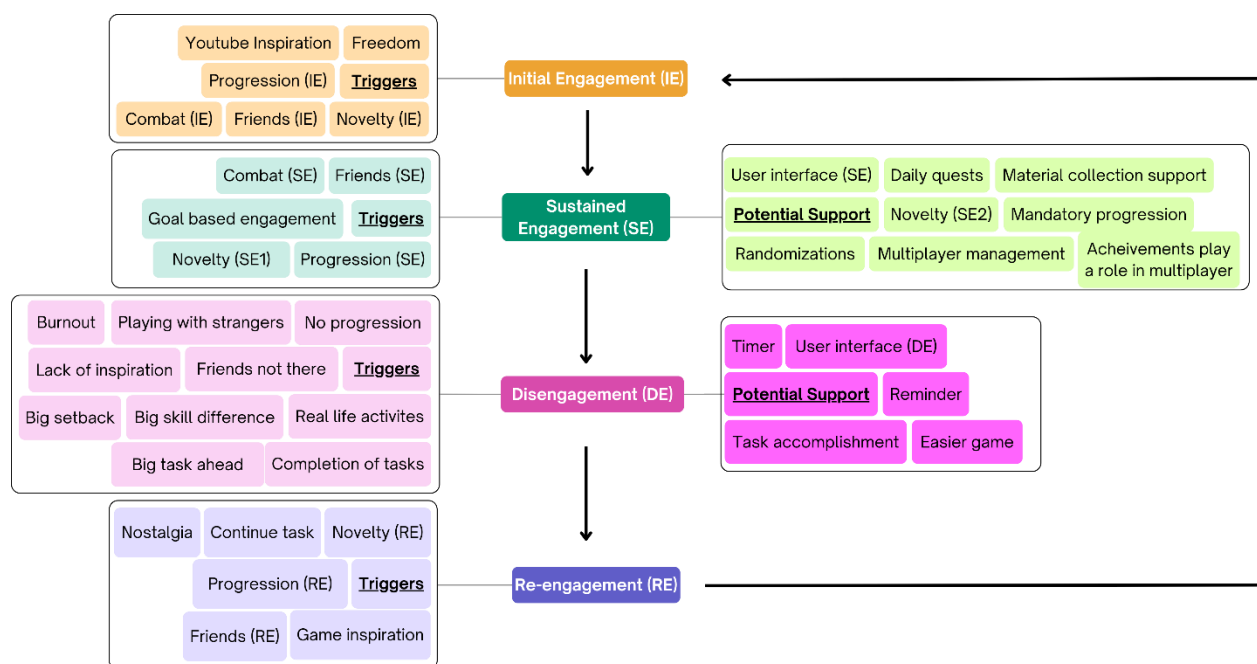 Youtube Inspiration
Freedom
Progression (IE)
Triggers
Combat (IE)
Friends (IE)
Novelty (IE)
Initial Engagement (IE)
Combat (SE)
Friends (SE)
Goal based engagement
Triggers
Novelty (SE1)
Progression (SE)
Sustained
Engagement (SE)
User interface (SE)
Daily quests
Material collection support
Potential Support
Novelty (SE2)
Mandatory progression
Randomizations
Multiplayer management
Acheivements play
a role in multiplayer
Burnout
Playing with strangers
No progression
Lack of inspiration
Friends not there
Triggers
Big setback
Big skill difference
Real life activites
Big task ahead
Completion of tasks
Disengagement (DE)
Timer
User interface (DE)
Potential Support
Reminder
Task accomplishment
Easier game
Nostalgia
Continue task
Novelty (RE)
Progression (RE)
Triggers
Friends (RE)
Game inspiration
Re-engagement (RE)